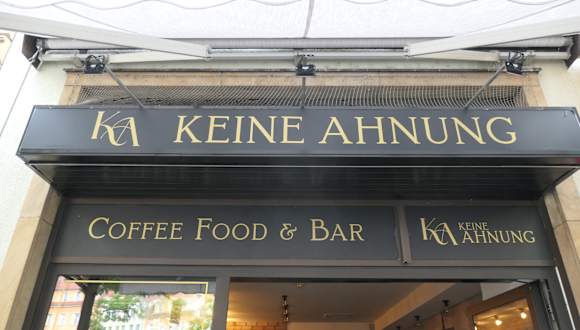 KA KEINE AHNUNG
COFFEE FOOD & BAR
KA KEINE
AHNUNG